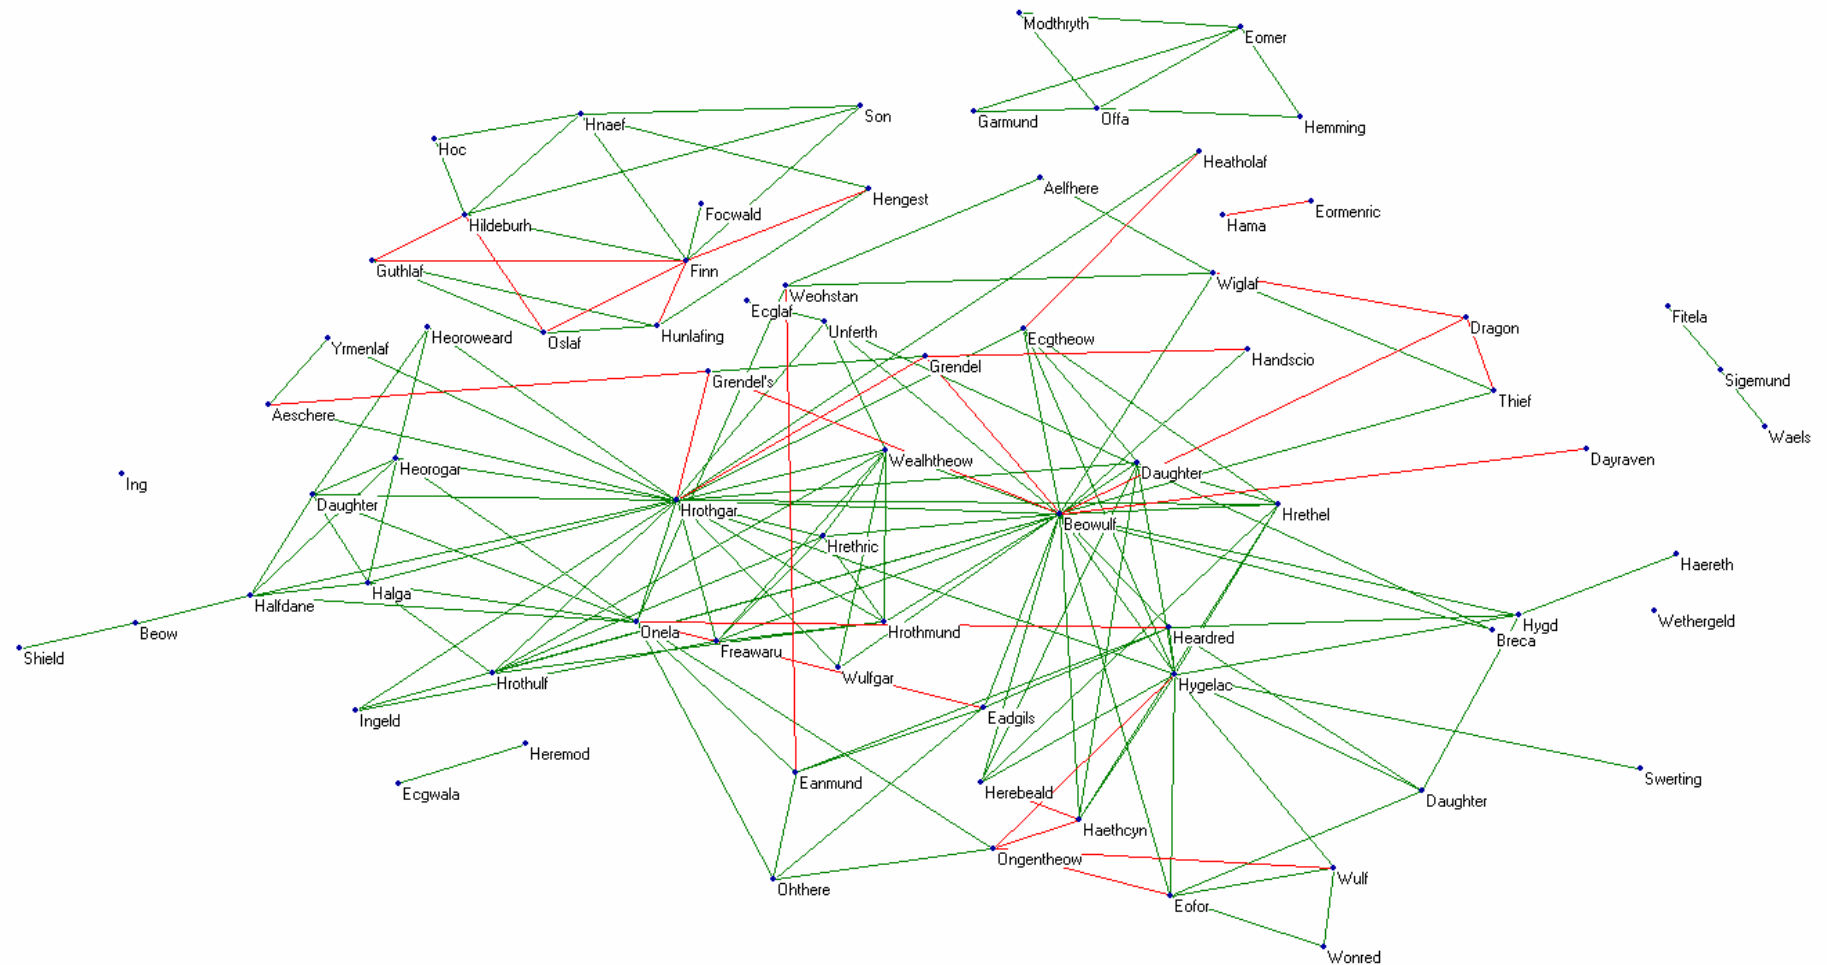 Modthryth
Eomer
Son
Hnaef
Garmund
Offa
Hemming
Hoc
Heatholaf
Aelfhere
Hengest
Eormenric
Focwald
Hama
Hildeburh
Guthlaf
Finn
Wiglaf
Weohstan
Ecglaf
Fitela
Unferth
Dragon
Heoroweard
Hunlafing
Ecgtheow
Oslaf
Yrmenlaf
Handscio
Grendel
Grendel's
Sigemund
Thief
Aeschere
Waels
Wealhtheow
Dayraven
Heorogar
Daughter
Ing
Daughter
Hrothgar
Hrethel
Beowulf
Hrethric
Haereth
Halga
Halfdane
Wethergeld
Hygd
Beow
Onela
Hrothmund
Heardred
Breca
Shield
Freawaru
Wulfgar
Hrothulf
Hygelac
Ingeld
Eadgils
Heremod
Swerting
Eanmund
Ecgwala
Herebeald
Daughter
Haethcyn
Ongentheow
Wulf
Ohthere
Eofor
Wonred